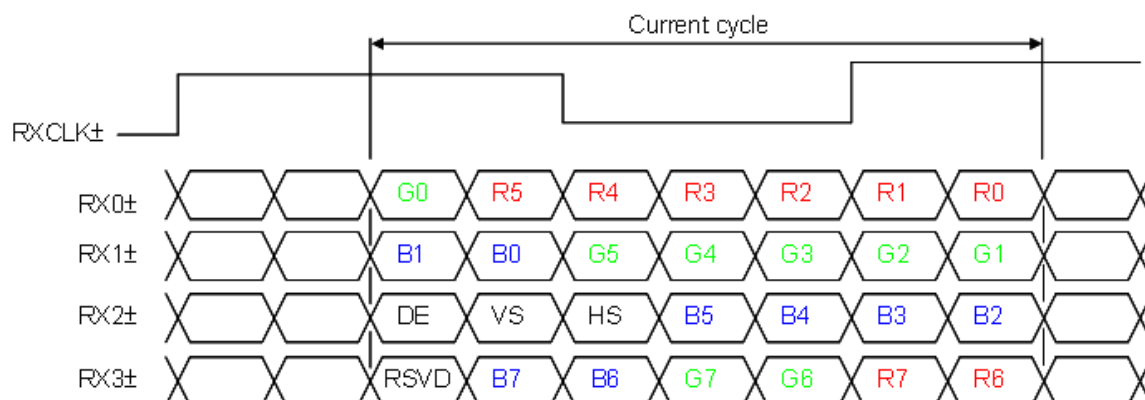 Current cycle
RXCLK±
RX0± G0 R5 R4 R3 R2 R1 R0
RX1± B1 B0 G5 G4 G3 G2 G1
RX2± DE VS HS B5 B4 B3 B2
RX3± RSVD B7 B6 G7 G6 R7 R6